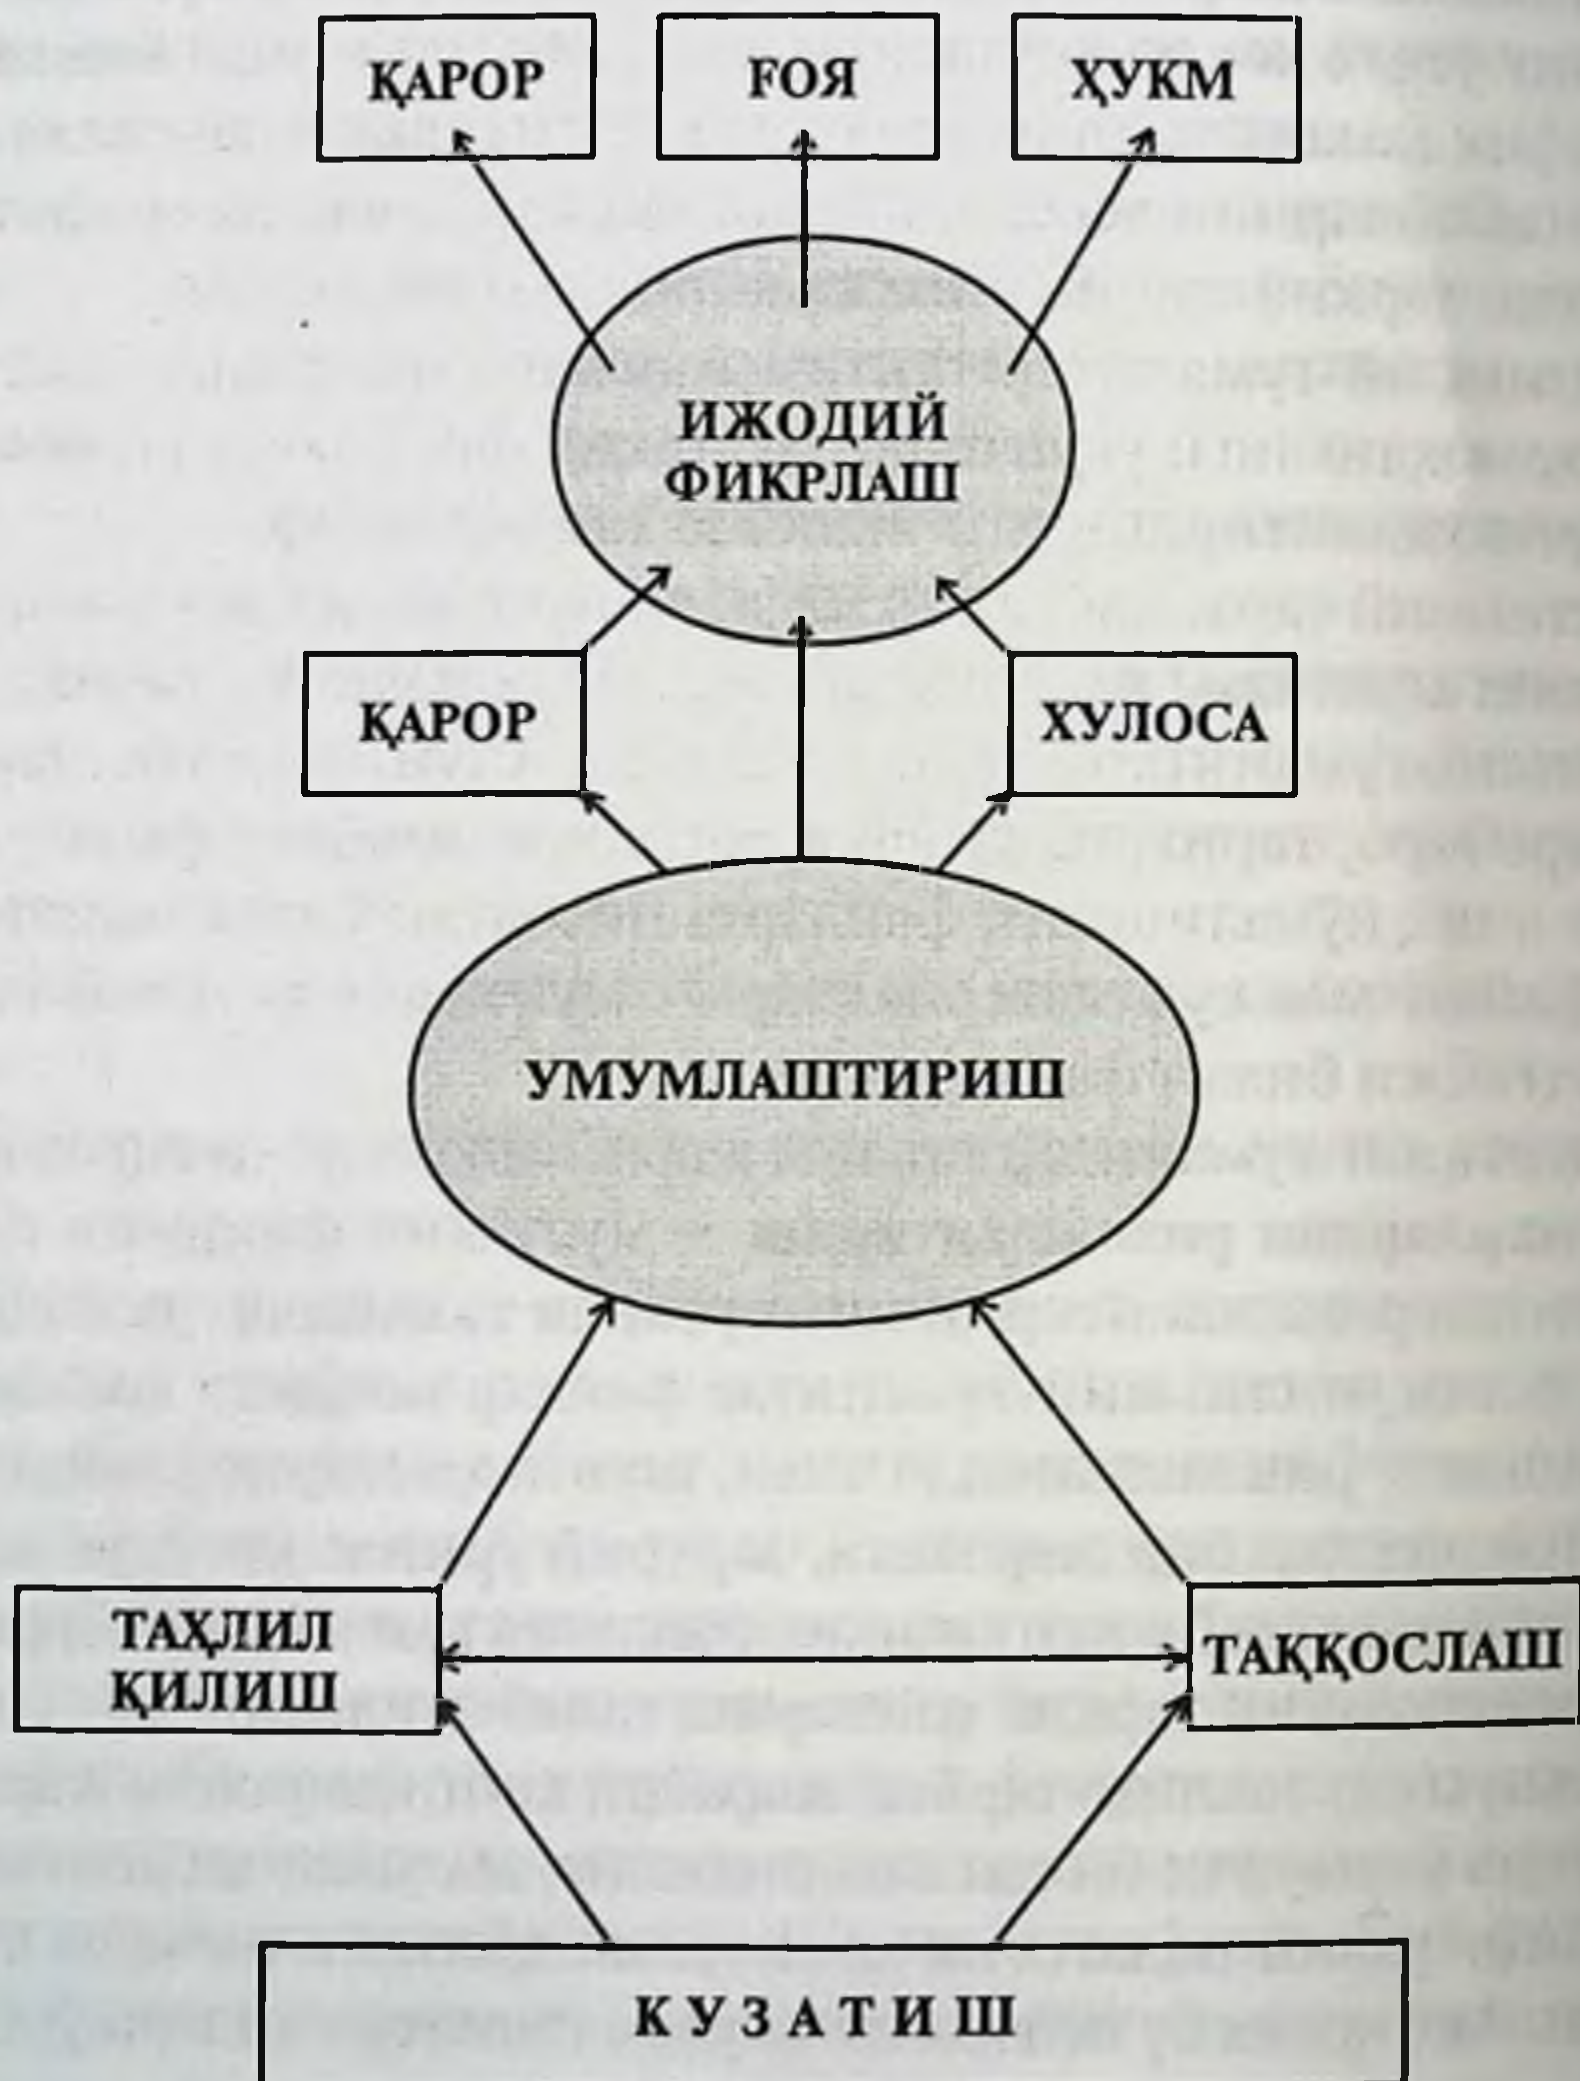 ҚАРОР
ҒОЯ
ҲУКМ
ИЖОДИЙ
ФИКРЛАШ
ҚАРОР
ХУЛОСА
УМУМЛАШТИРИШ
ТАҲЛИЛ
ҚИЛИШ
ТАҚҚОСЛАШ
КУЗАТИШ